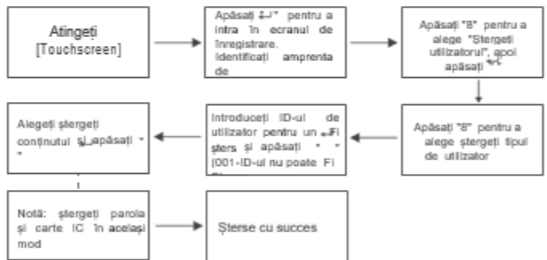 Atingeți
[Touchscreen]
Apăsați ↵" pentru a
intra în ecranul de
înregistrare.
Identificați amprenta
de
Apăsați "8" pentru a
alege "Stergeți
utilizatorul", apoi
apăsați ↵
Apăsați "8" pentru a
alege ștergeți tipul
de utilizator
Introduceți ID-ul de
utilizator pentru un ↵Fi
șters și apăsați " "
(001-ID-ul nu poate Fi
Alegeți ștergeți
conținutul și apăsați "
"
Notă: ștergeți parola
și carte IC în același
mod
Șterse cu succes